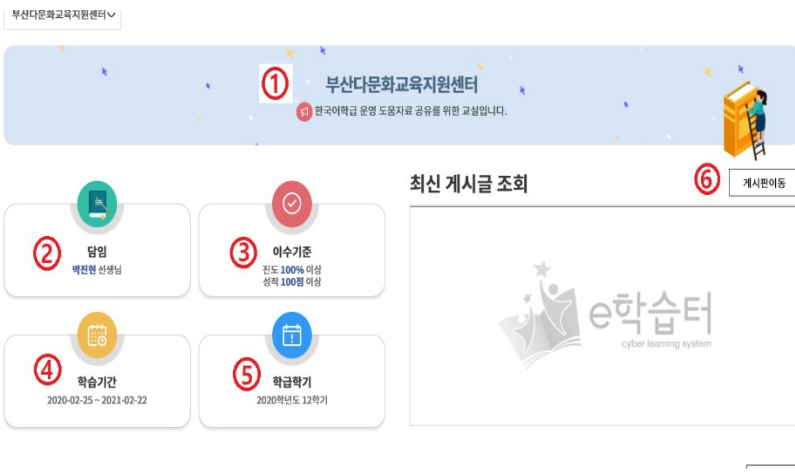 부산다문화교육지원센터
① 부산다문화교육지원센터
한국어학급 운영 도움자료 공유를 위한 교실입니다.
② 담임
박진현 선생님
③ 이수기준
진도 100% 이상
성적 100점 이상
④ 학습기간
2020-02-25 ~ 2021-02-22
⑤ 학급학기
2020학년도 12학기
최신 게시글 조회
⑥ 게시판이동
e학습터
cyber learning system